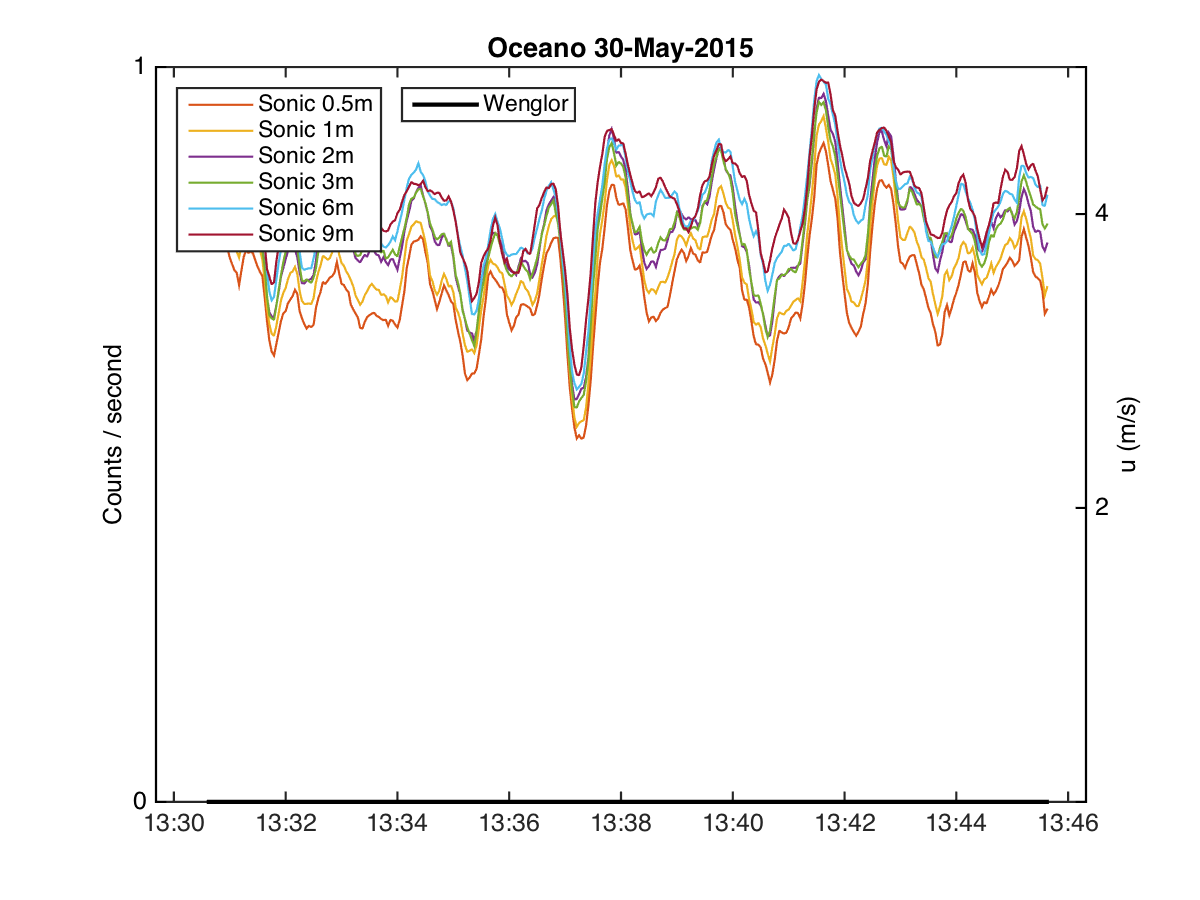 Oceano 30-May-2015
1
Sonic 0.5m
Wenglor
Sonic 1m
Sonic 2m
Sonic 3m
Sonic 6m
Sonic 9m
4
Counts / second
u (m/s)
2
0
13:30 13:32 13:34 13:36 13:38 13:40 13:42 13:44 13:46